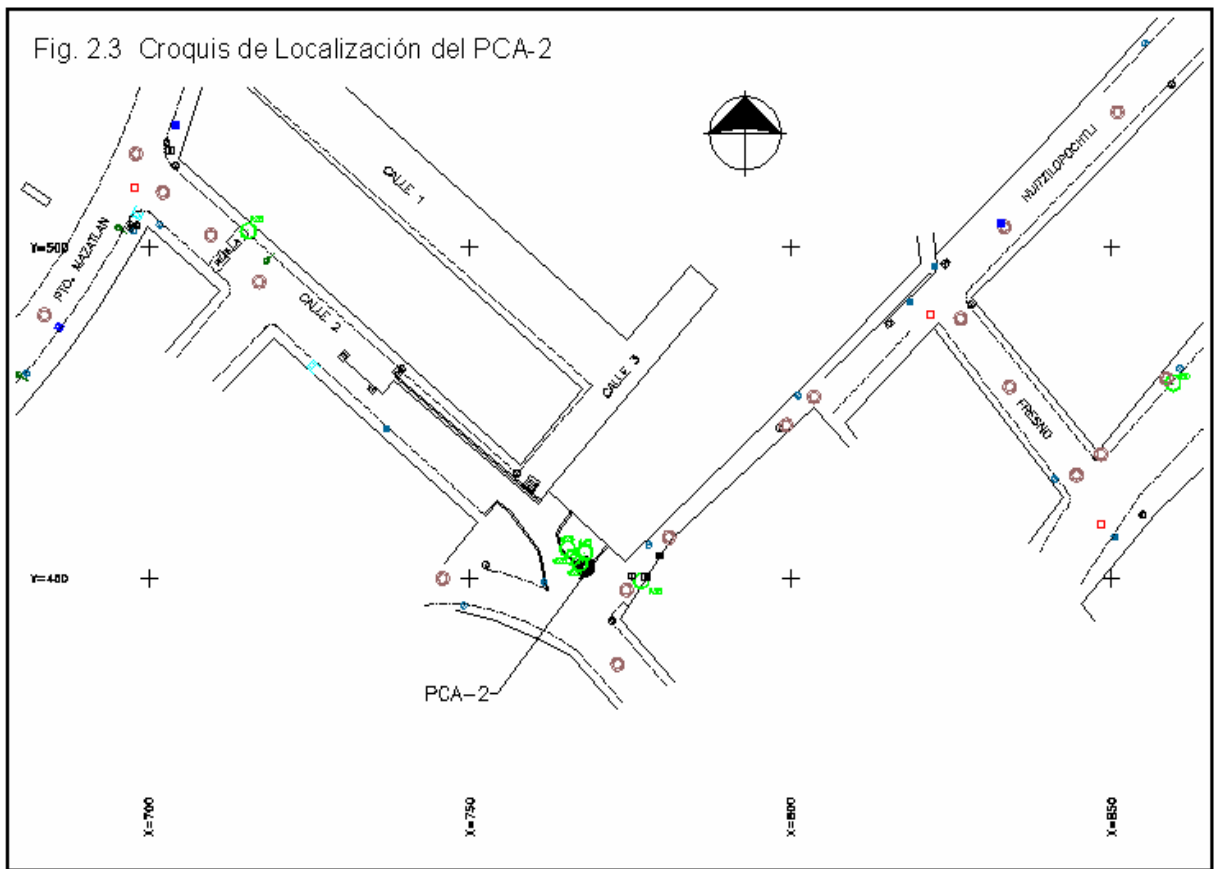 Fig. 2.3 Croquis de Localización del PCA-2
CALLE 1
HUITZILOPOCHTLI
PTO. MAZATLAN
Y=500
CALLE 2
CALLE 3
FRESNO
Y=450
PCA-2
X=700
X=750
X=800
X=850